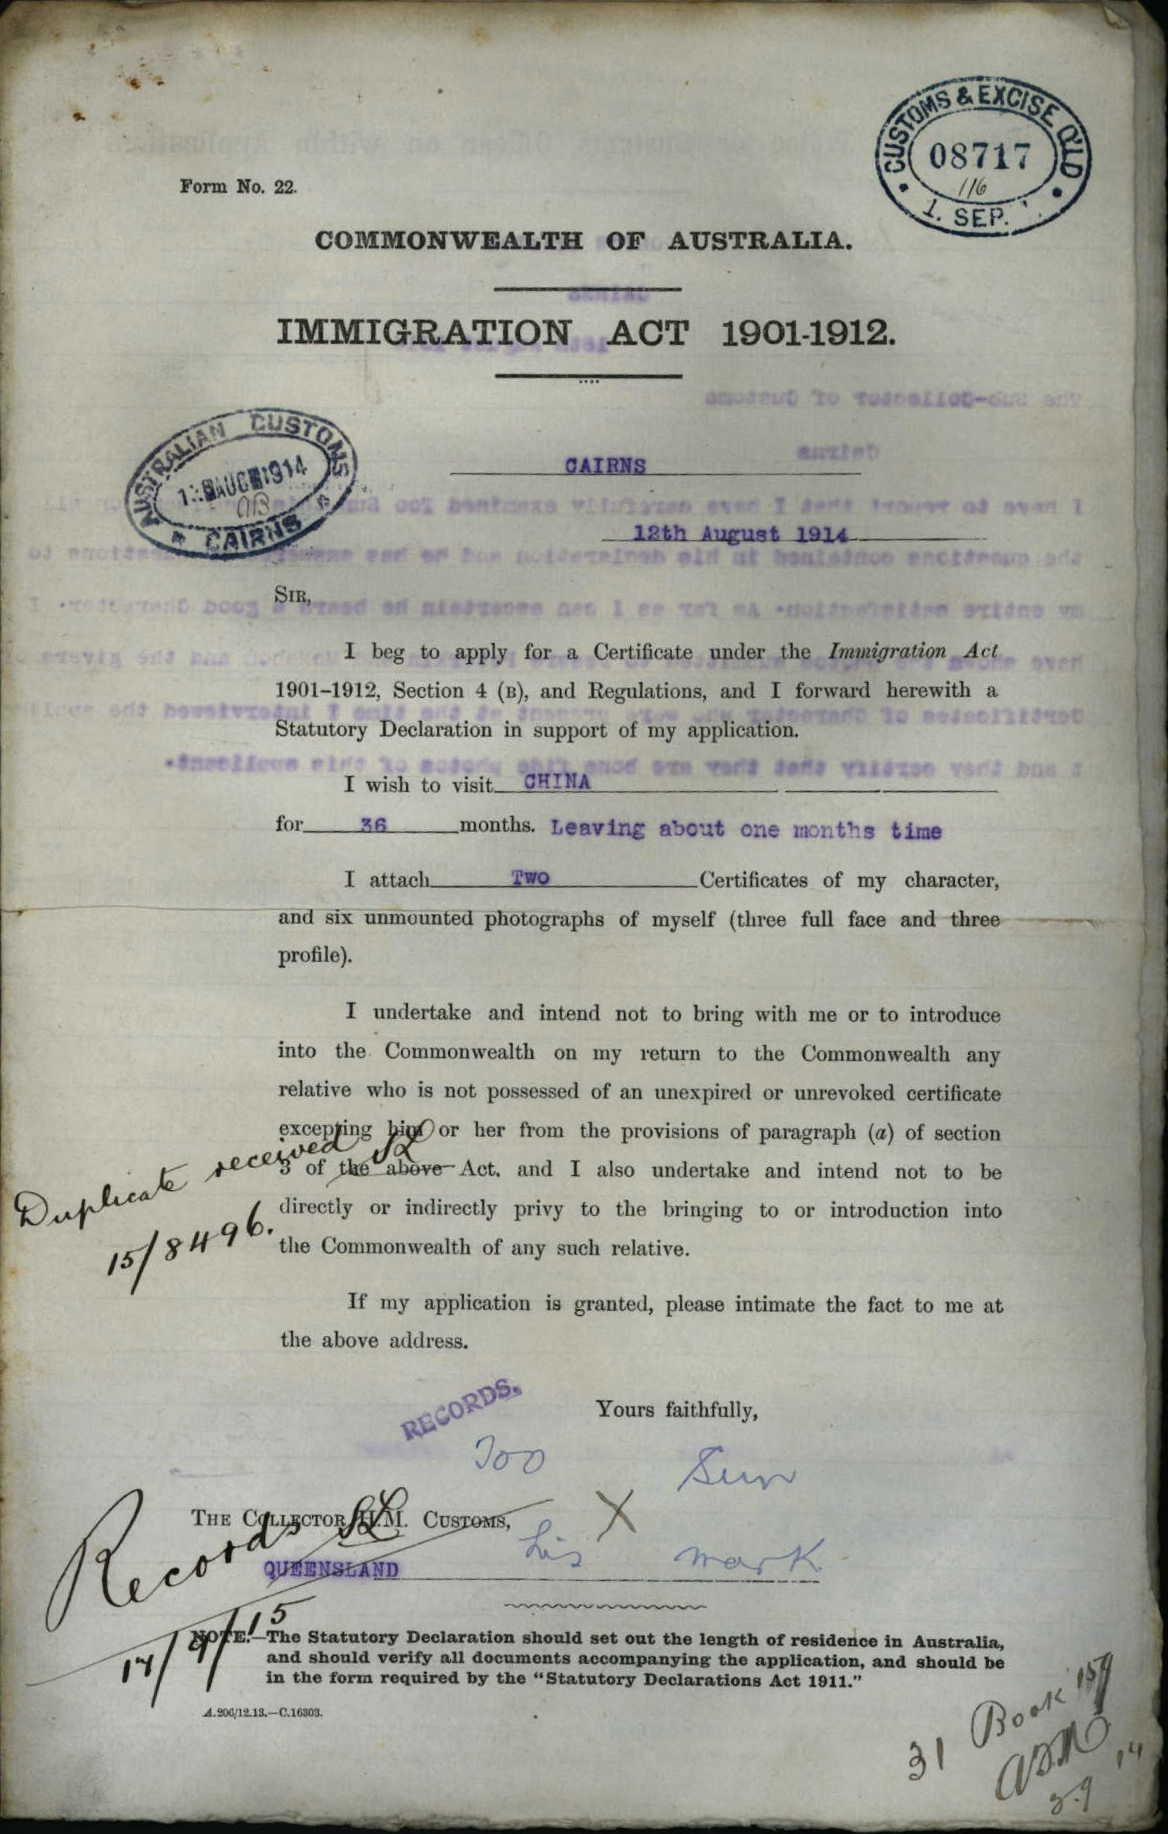 CUSTOMS & EXCISE Q'LD
08717
116
1. SEP.
Form No. 22.
COMMONWEALTH OF AUSTRALIA.
IMMIGRATION ACT 1901-1912.
AUSTRALIAN CUSTOMS
AUG 1914
CAIRNS
CAIRNS
12th August 1914
SIR,
I beg to apply for a Certificate under the Immigration Act
1901-1912, Section 4 (B), and Regulations, and I forward herewith a
Statutory Declaration in support of my application.
I wish to visit CHINA
for 36 months. Leaving about one months time
I attach Two Certificates of my character,
and six unmounted photographs of myself (three full face and three
profile).
I undertake and intend not to bring with me or to introduce
into the Commonwealth on my return to the Commonwealth any
relative who is not possessed of an unexpired or unrevoked certificate
excepting him or her from the provisions of paragraph (a) of section
3 of the above Act, and I also undertake and intend not to be
directly or indirectly privy to the bringing to or introduction into
the Commonwealth of any such relative.
Duplicate received
15/8496.
If my application is granted, please intimate the fact to me at
the above address.
RECORDS.
Yours faithfully,
Too Sun
X
his mark
THE COLLECTOR H.M. CUSTOMS,
QUEENSLAND
Records
NOTE.—The Statutory Declaration should set out the length of residence in Australia,
and should verify all documents accompanying the application, and should be
in the form required by the "Statutory Declarations Act 1911."
A.206/12.13.—C.16303.
31 Book 159